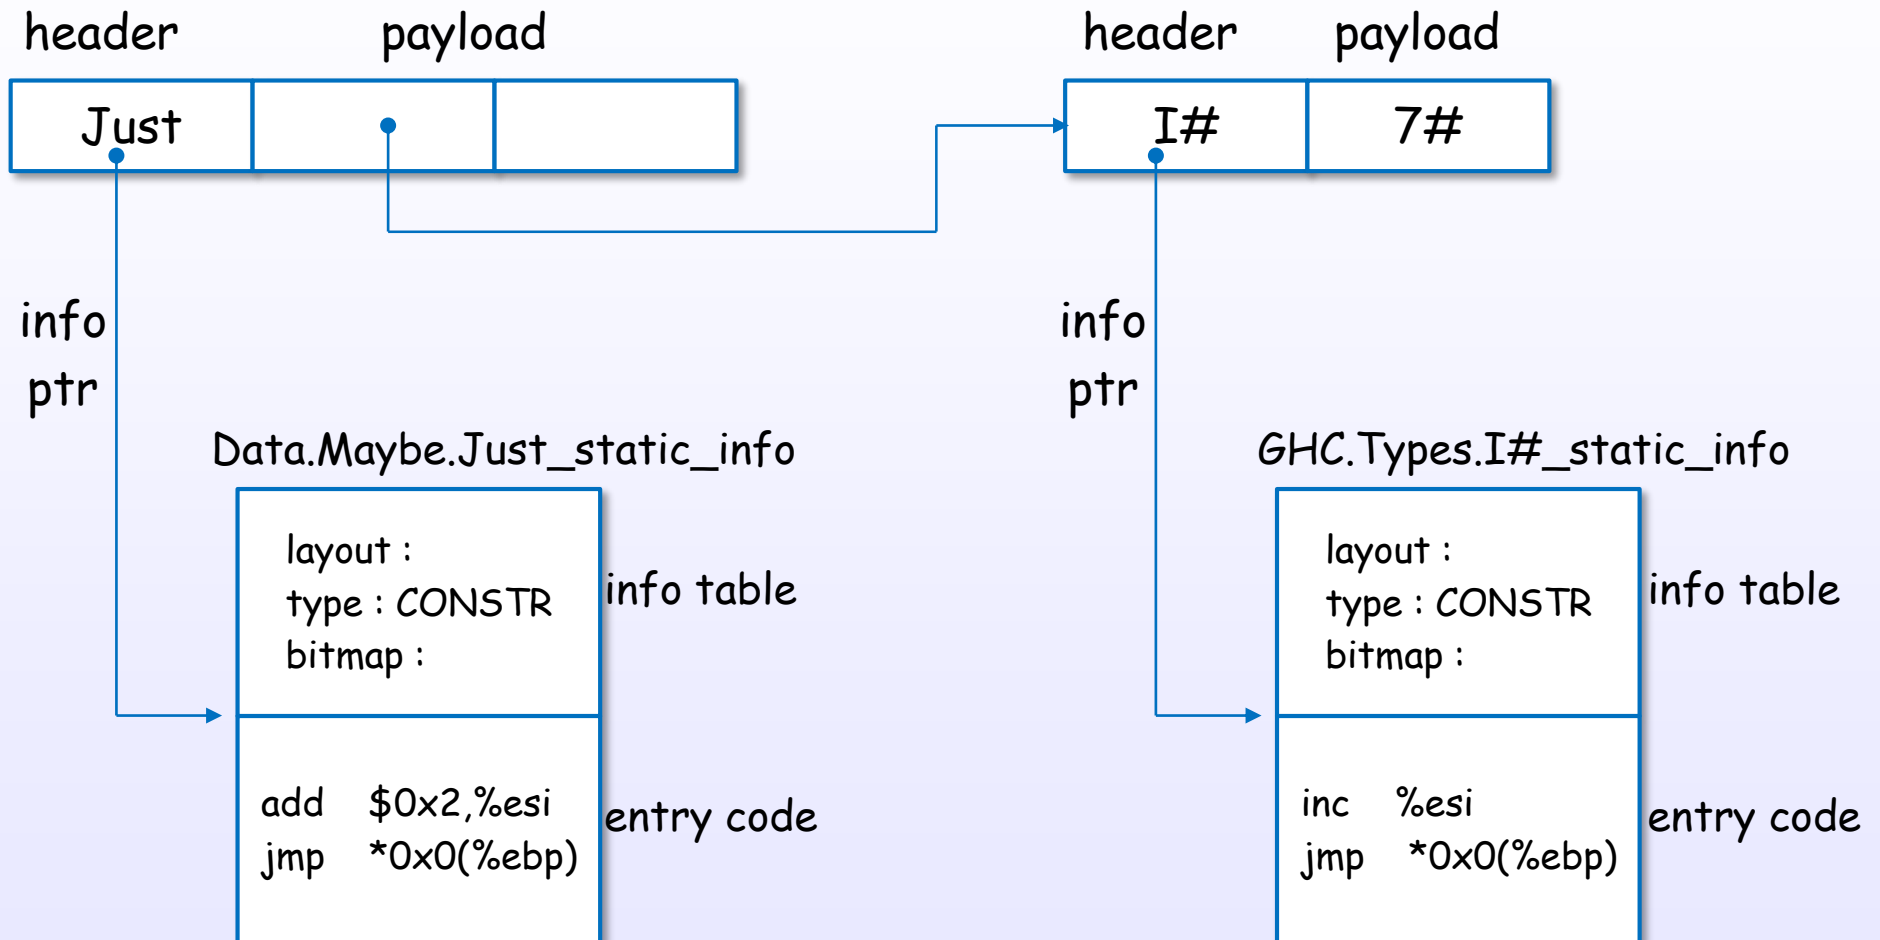 header payload header payload
Just I# 7#
info info
ptr ptr
Data.Maybe.Just_static_info GHC.Types.I#_static_info
layout : layout :
type : CONSTR info table type : CONSTR info table
bitmap : bitmap :
add $0x2,%esi entry code inc %esi entry code
jmp *0x0(%ebp) jmp *0x0(%ebp)